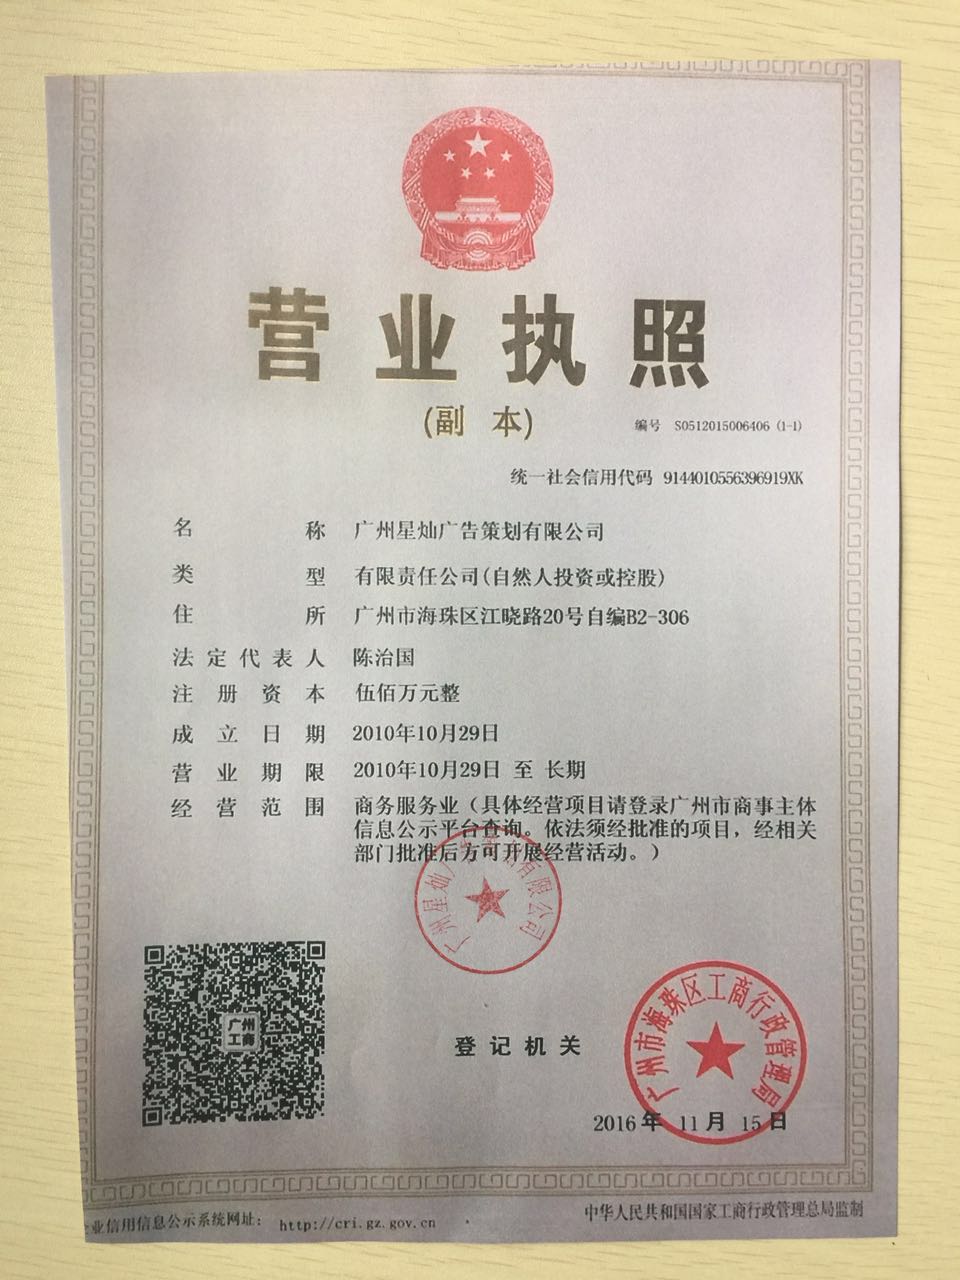 营业执照
(副 本)
编号 S0512015006406 (1-1)
统一社会信用代码 91440105563969​19XK
名称 广州星灿广告策划有限公司
类型 有限责任公司(自然人投资或控股)
住所 广州市海珠区江晓路20号自编B2-306
法定代表人 陈治国
注册资本 伍佰万元整
成立日期 2010年10月29日
营业期限 2010年10月29日 至 长期
经营范围 商务服务业（具体经营项目请登录广州市商事主体
信息公示平台查询。依法须经批准的项目，经相关
部门批准后方可开展经营活动。）
广州星灿广告策划有限公司
广州
工商
登记机关
广州市海珠区工商行政管理局
2016年 11月 15日
业信用信息公示系统网址： http://cri.gz.gov.cn
中华人民共和国国家工商行政管理总局监制